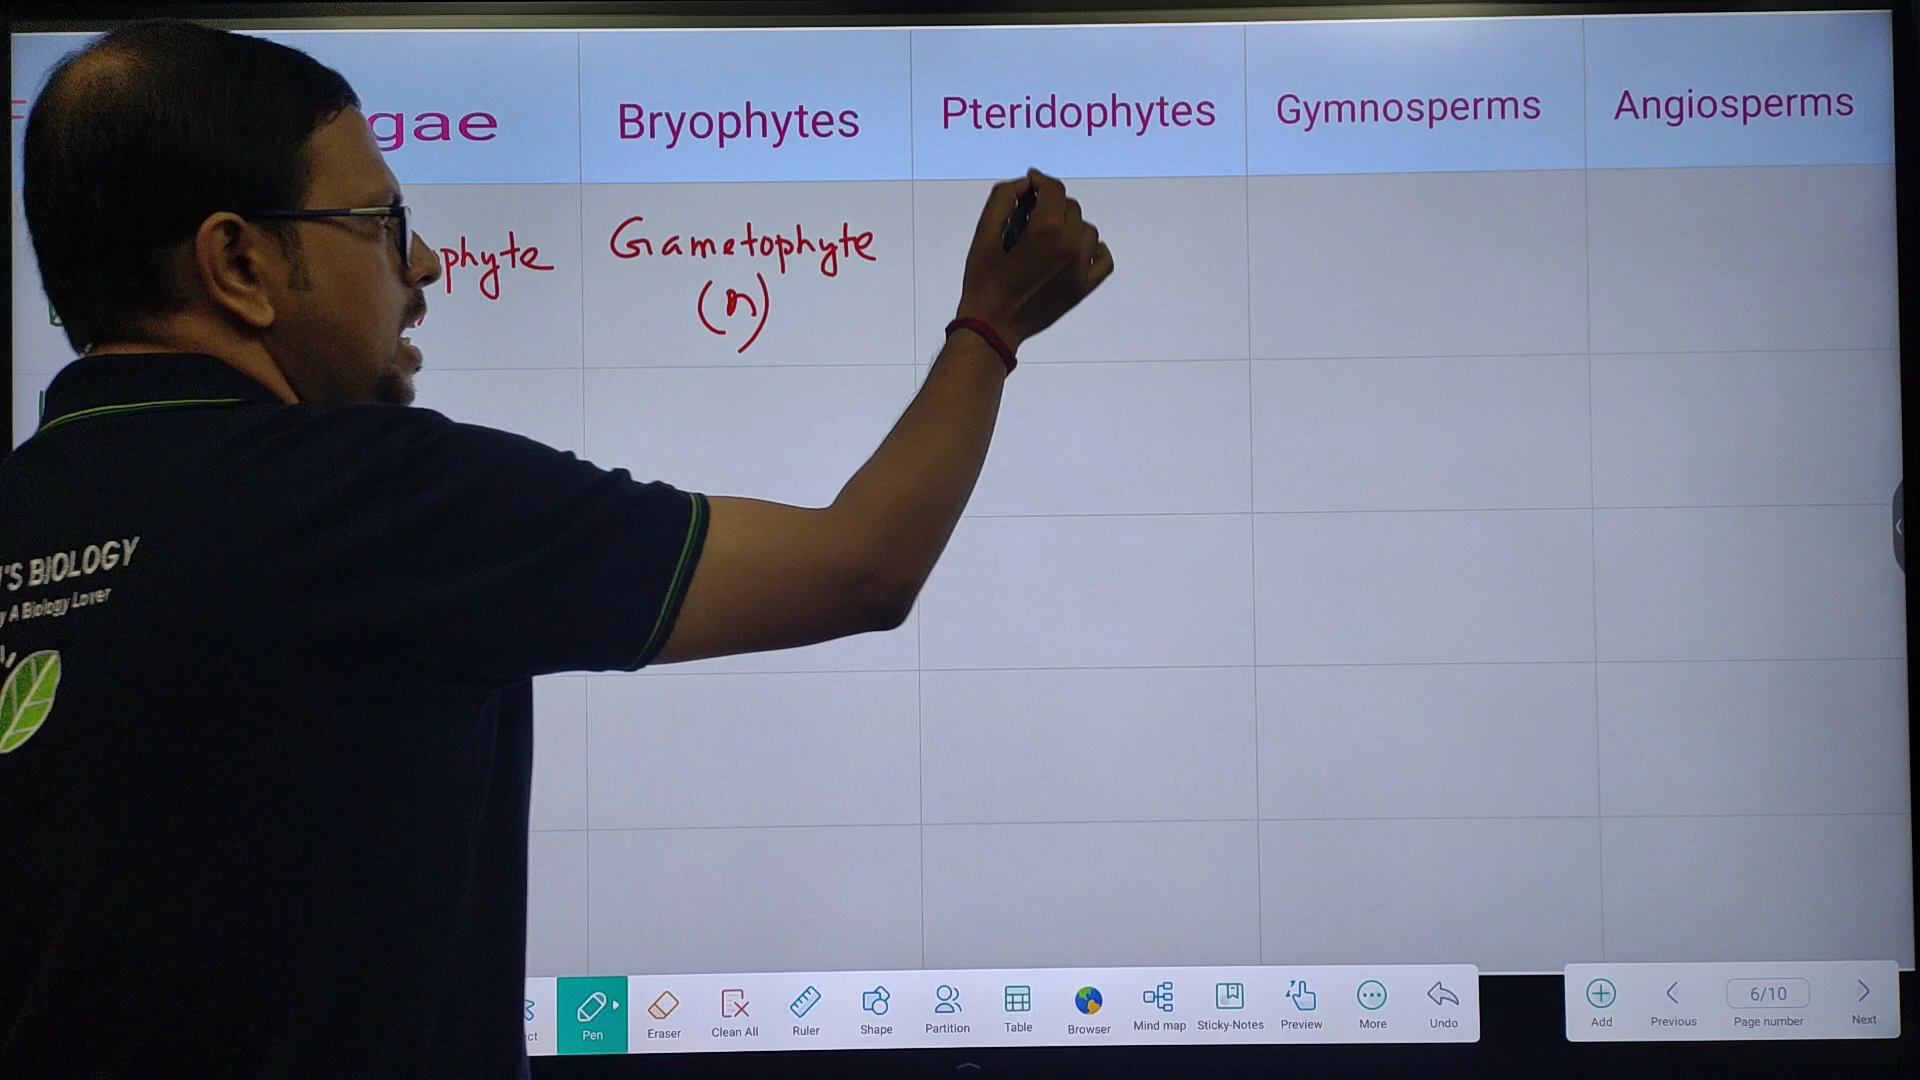 gae Bryophytes Pteridophytes Gymnosperms Angiosperms
phyte Gametophyte
(n)
'S BIOLOGY
y A Biology Lover
ct Pen Eraser Clean All Ruler Shape Partition Table Browser Mind map Sticky-Notes Preview More Undo
Add Previous 6/10 Page number Next